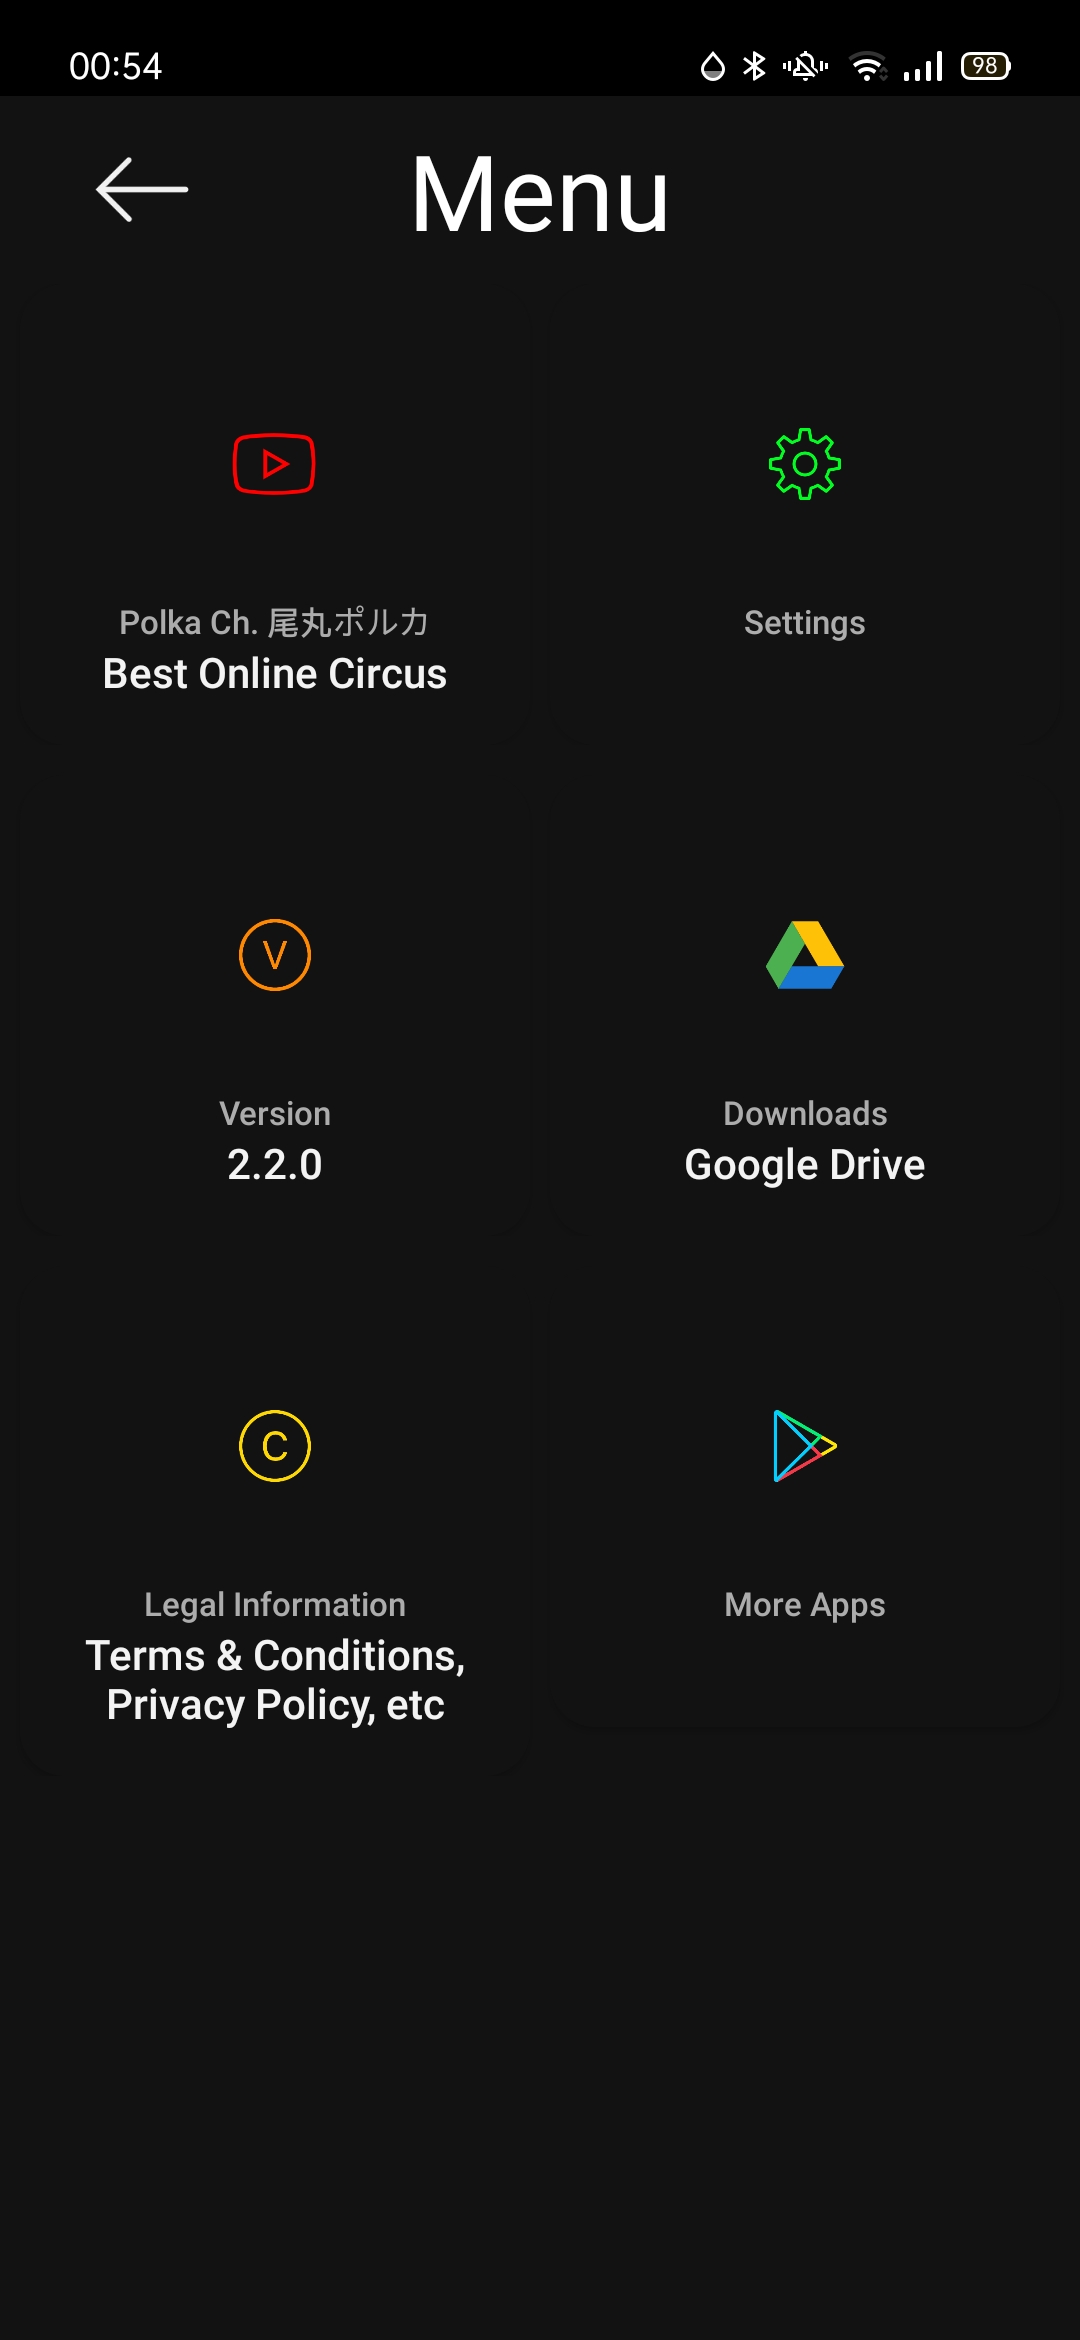 00:54
98
Menu
Polka Ch. 尾丸ポルカ
Best Online Circus
Settings
V
Version
2.2.0
Downloads
Google Drive
C
Legal Information
Terms & Conditions,
Privacy Policy, etc
More Apps